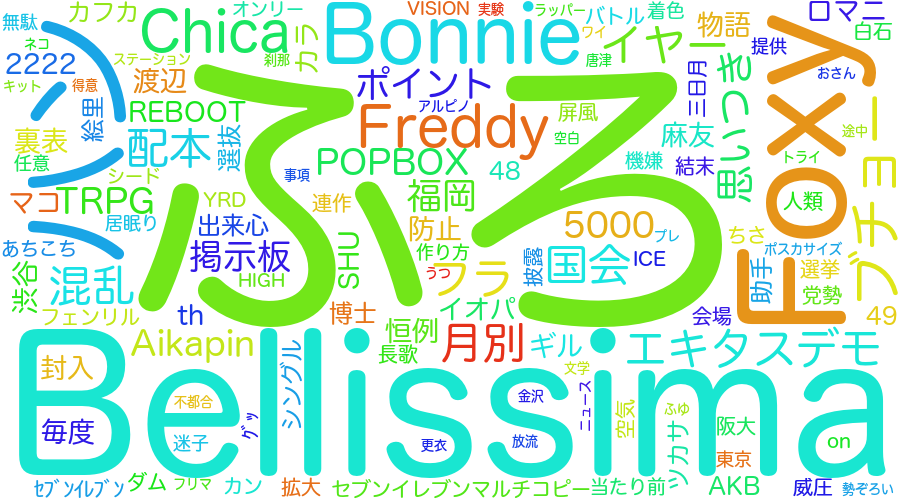 カフカ
オンリー
VISION
実験
ラッパー
バトル
着色
ロマニ
無駄
ネコ
Chica
カラ
刹那
Bonnie
ワイ
イヤー
物語
提供
白石
2222
ステーション
キット
得意
渡辺
ポイント
唐津
三日月
おさん
Foxy
REBOOT
アルピノ
Freddy
屏風
思いつき
裏表
絵里
配本
選抜
空白
麻友
途中
任意
シード
事項
POPBOX
48
機嫌
結末
トライ
ブチョー
マコ
TRPG
YRD
連作
ふろ
福岡
人類
ミリ
居眠り
出来心
防止
5000
プレ
ちさ
あちこち
掲示板
SHU
作り方
披露
国会
ICE
ポスカサイズ
渋谷
混乱
HIGH
うつ
フラ
助手
選挙
党勢
フェンリル
th
博士
イオパ
会場
49
Aikapin
恒例
月別
ギル
エキタスデモ
長歌
Belissima
封入
シングル
文字
不都合
金沢
ニュース
空気
ふゆ
ツカサ
毎度
迷子
グッ
更衣
放流
阪大
on
東京
セブンイレブン
ダム
フリマ
カン
拡大
セブンイレブンマルチコピー
当たり前
AKB
威圧
勢ぞろい